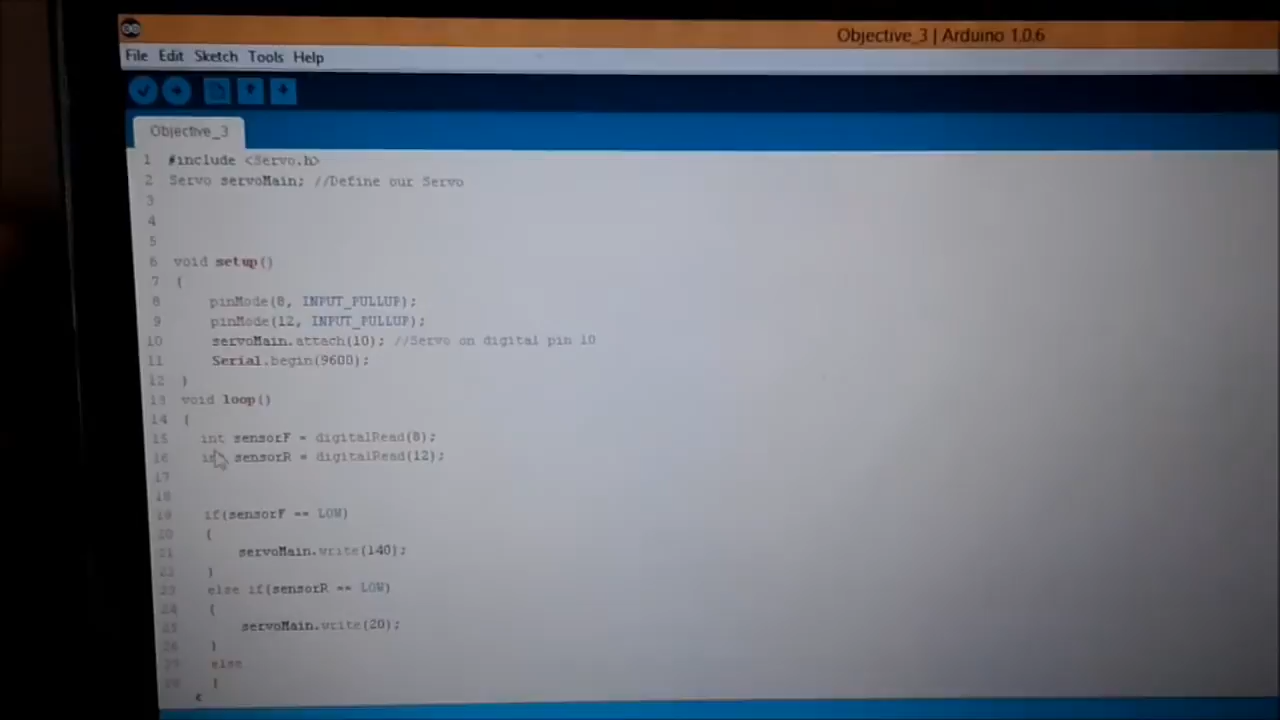 Objective_3 | Arduino 1.0.6
File Edit Sketch Tools Help
Objective_3
1 #include <Servo.h>
2 Servo servoMain; //Define our Servo
3
4
5
6 void setup()
7 {
8 pinMode(8, INPUT_PULLUP);
9 pinMode(12, INPUT_PULLUP);
10 servoMain.attach(10); //Servo on digital pin 10
11 Serial.begin(9600);
12 }
13 void loop()
14 {
15 int sensorF = digitalRead(8);
16 int sensorR = digitalRead(12);
17
18
19 if(sensorF == LOW)
20 {
21 servoMain.write(140);
22 }
23 else if(sensorR == LOW)
24 {
25 servoMain.write(20);
26 }
27 else
28 {